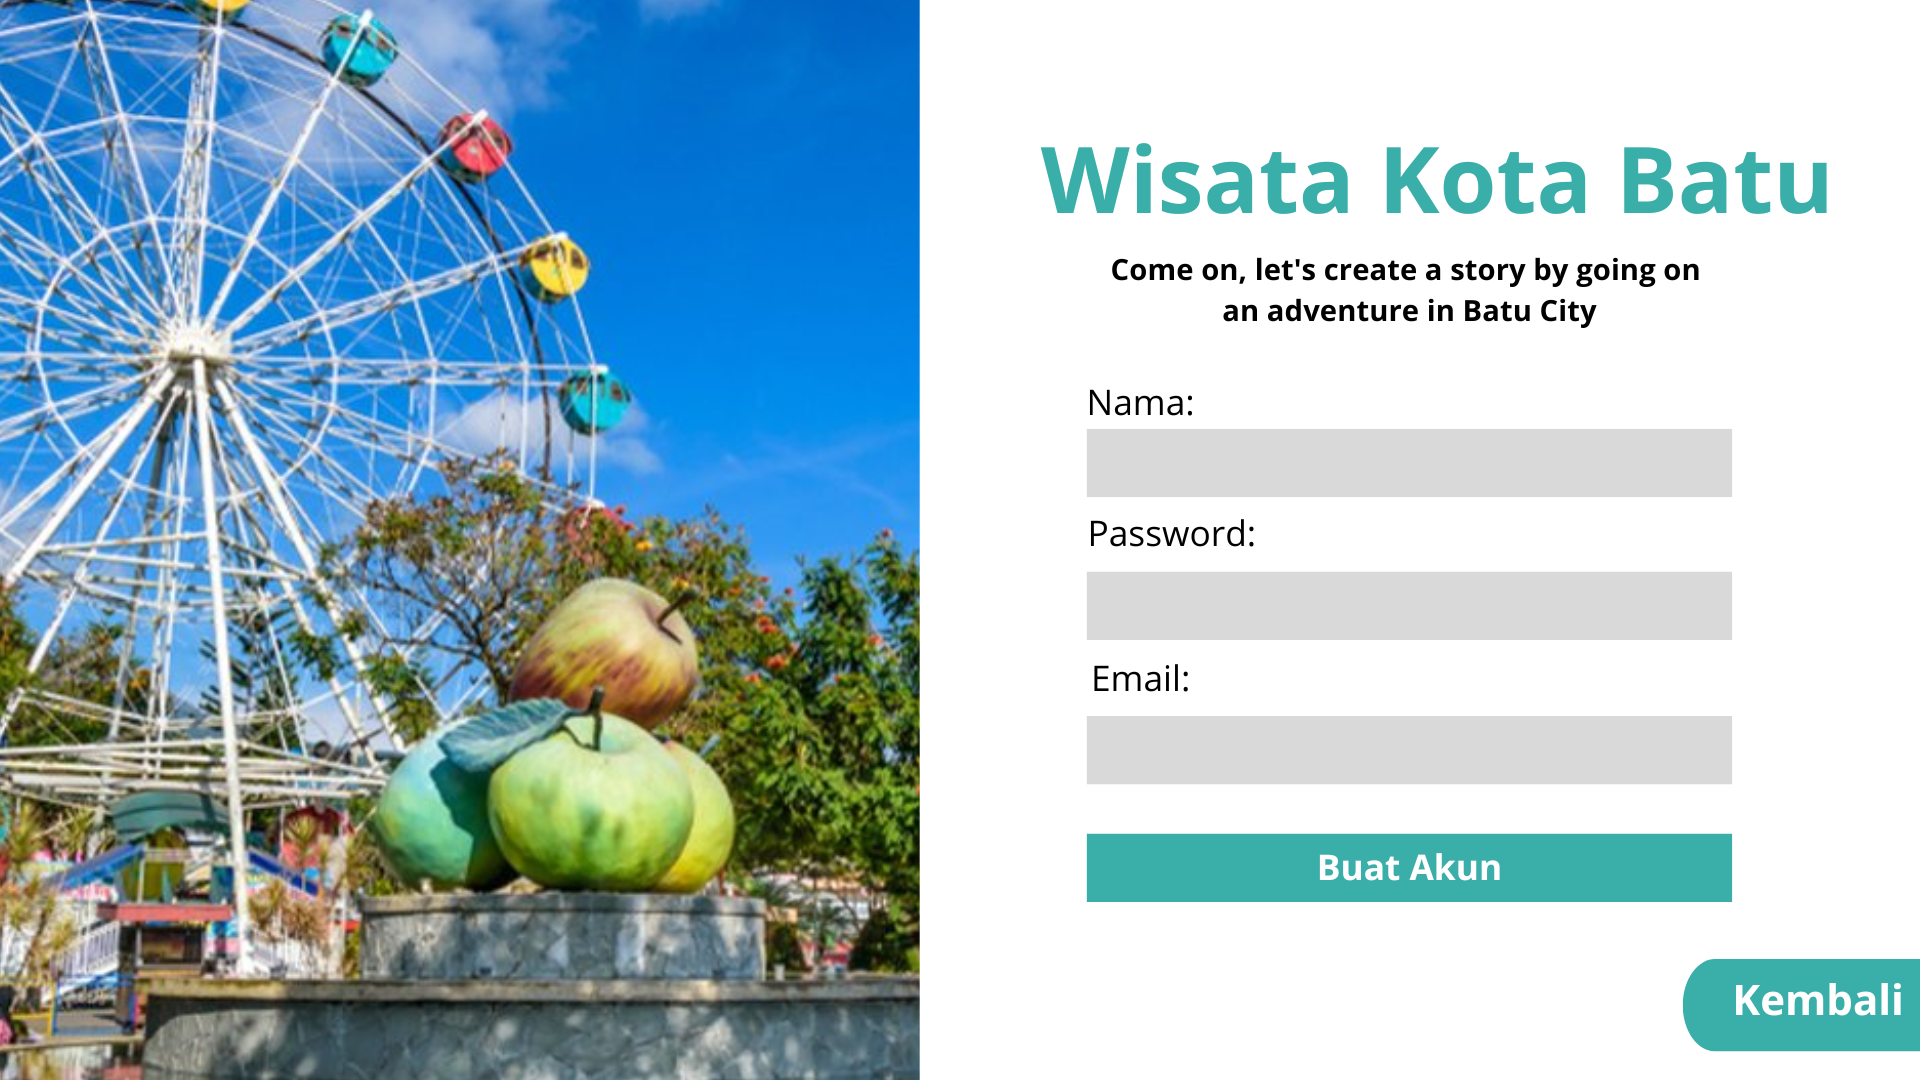 Wisata Kota Batu
Come on, let's create a story by going on
an adventure in Batu City
Nama:
Password:
Email:
Buat Akun
Kembali